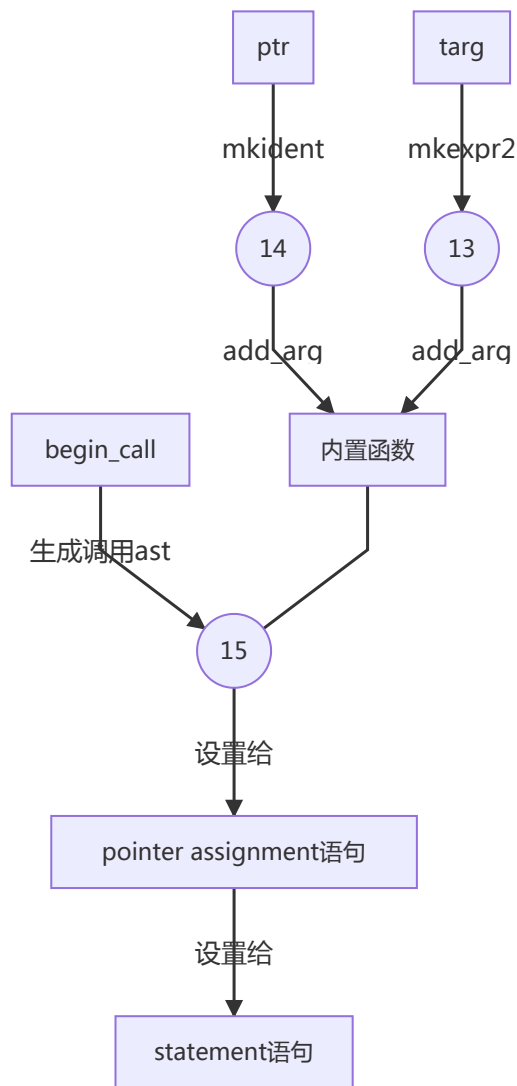 ptr
targ
mkident
mkexpr2
14
13
add_arg
add_arg
begin_call
内置函数
生成调用ast
15
设置给
pointer assignment语句
设置给
statement语句